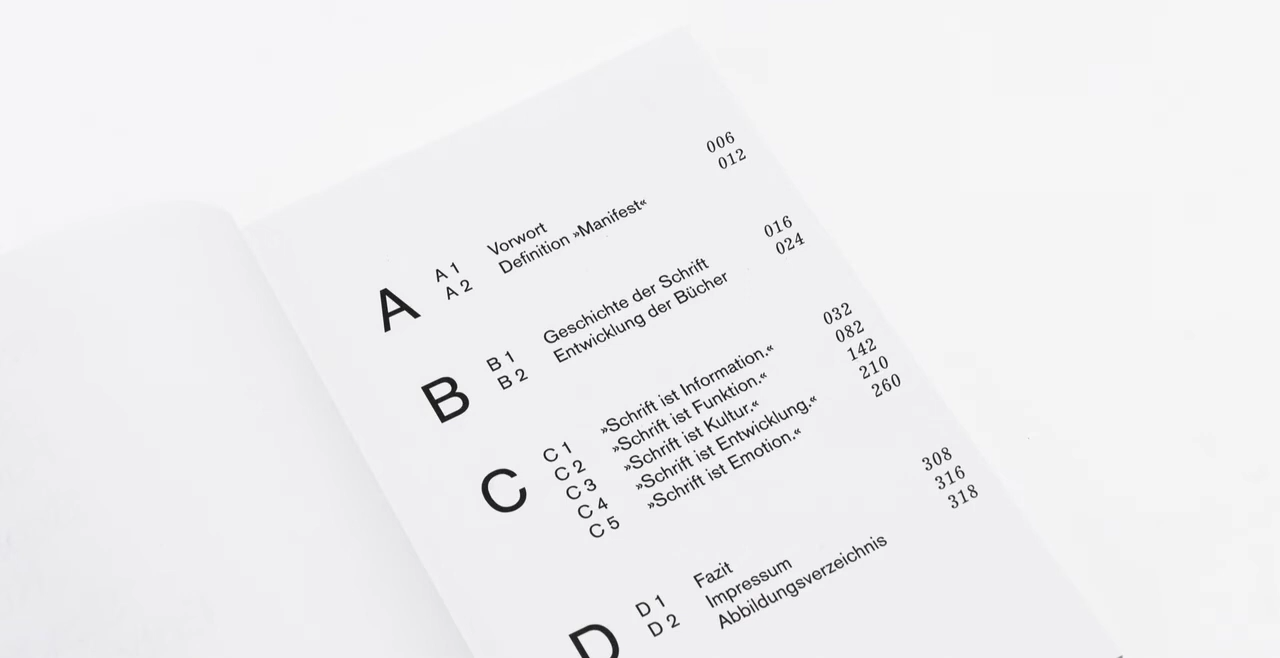 A A 1 Vorwort 006
A 2 Definition »Manifest« 012
B B 1 Geschichte der Schrift 016
B 2 Entwicklung der Bücher 024
C C 1 »Schrift ist Information.« 032
C 2 »Schrift ist Funktion.« 082
C 3 »Schrift ist Kultur.« 142
C 4 »Schrift ist Entwicklung.« 210
C 5 »Schrift ist Emotion.« 260
D D 1 Fazit 308
D 2 Impressum 316
Abbildungsverzeichnis 318